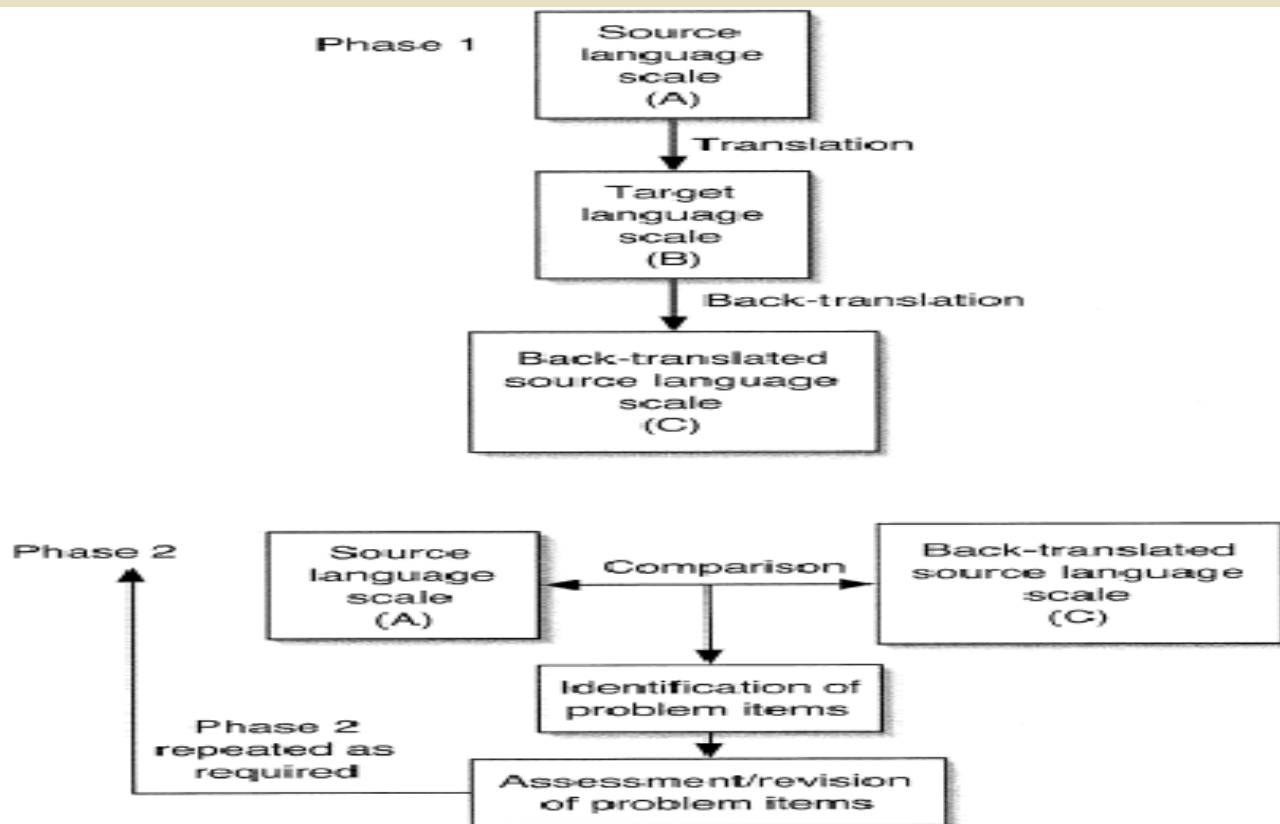 Phase 1
Source
language
scale
(A)
Translation
Target
language
scale
(B)
Back-translation
Back-translated
source language
scale
(C)
Phase 2
Source
language
scale
(A)
Comparison
Back-translated
source language
scale
(C)
Identification of
problem items
Phase 2
repeated as
required
Assessment/revision
of problem items